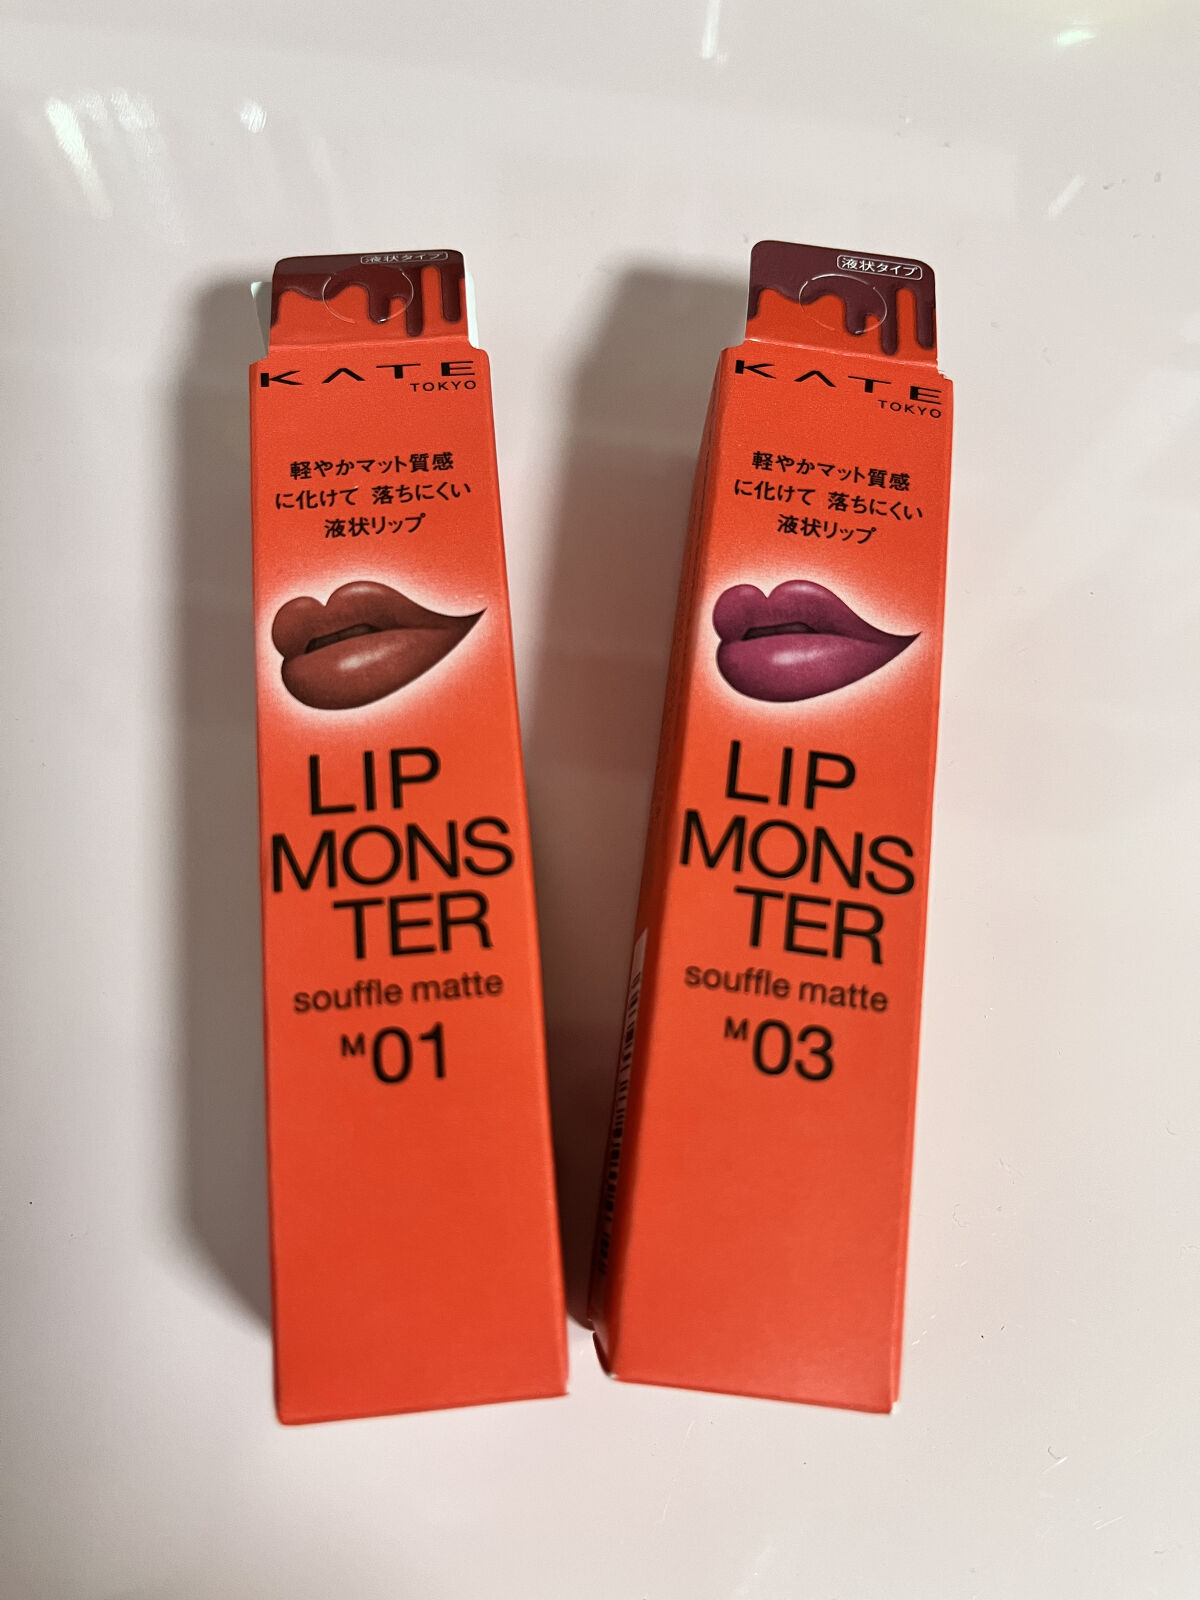 液状タイプ
KATE
TOKYO
軽やかマット質感
に化けて 落ちにくい
液状リップ
LIP
MONS
TER
souffle matte
M01
液状タイプ
KATE
TOKYO
軽やかマット質感
に化けて 落ちにくい
液状リップ
LIP
MONS
TER
souffle matte
M03